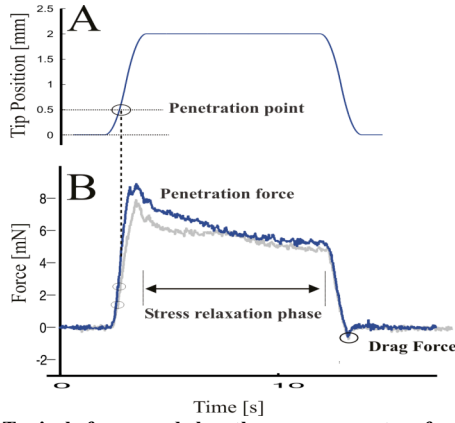 A
2.5
2
1.5
1
0.5
0
Tip Position [mm]
Penetration point
B
8
6
4
2
0
-2
Force [mN]
Penetration force
Stress relaxation phase
Drag Force
0
10
Time [s]